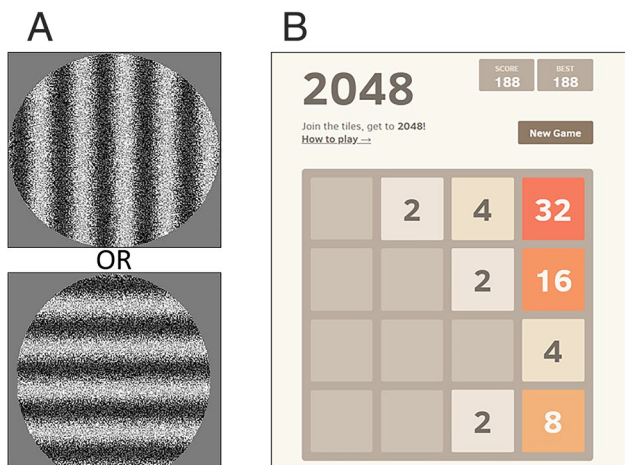 A
OR
B
2048
SCORE
188
BEST
188
Join the tiles, get to 2048!
How to play →
New Game
2 4 32
2 16
4
2 8